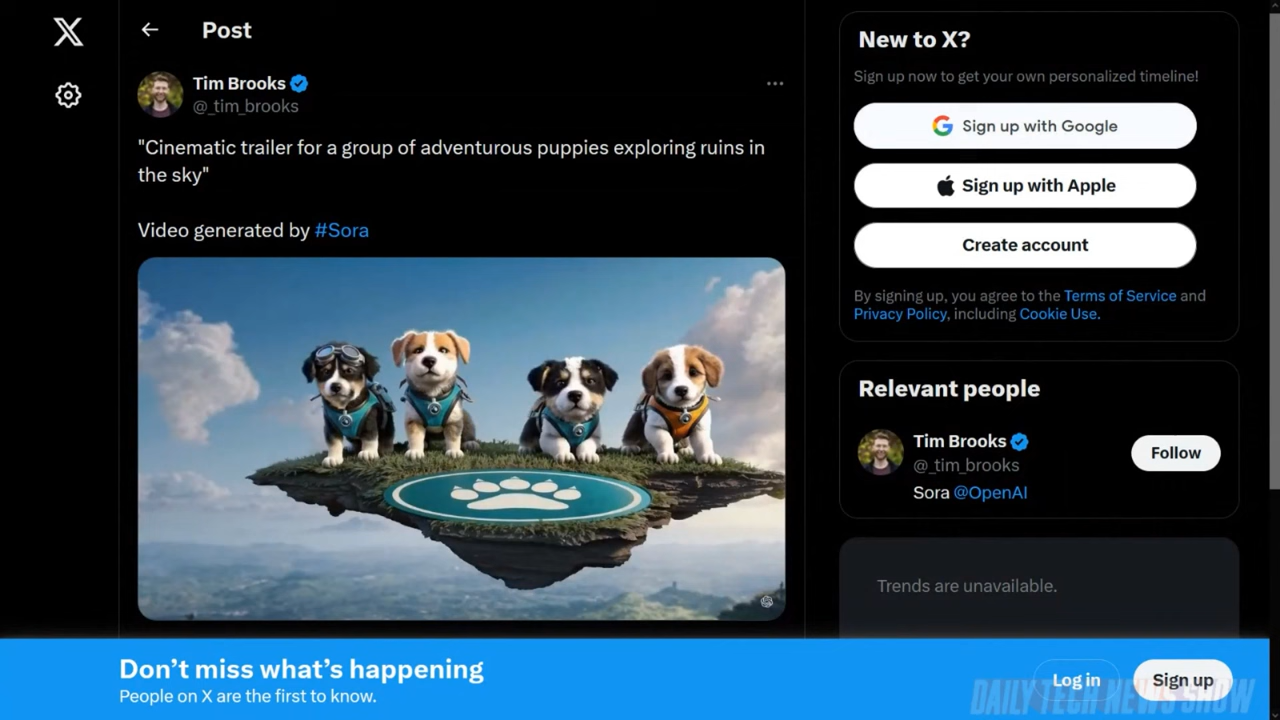 Post
Tim Brooks
@_tim_brooks
"Cinematic trailer for a group of adventurous puppies exploring ruins in
the sky"
Video generated by #Sora
New to X?
Sign up now to get your own personalized timeline!
Sign up with Google
Sign up with Apple
Create account
By signing up, you agree to the Terms of Service and
Privacy Policy, including Cookie Use.
Relevant people
Tim Brooks
@_tim_brooks
Follow
Sora @OpenAI
Trends are unavailable.
Don’t miss what’s happening
People on X are the first to know.
Log in
Sign up
DAILY TECH NEWS SHOW